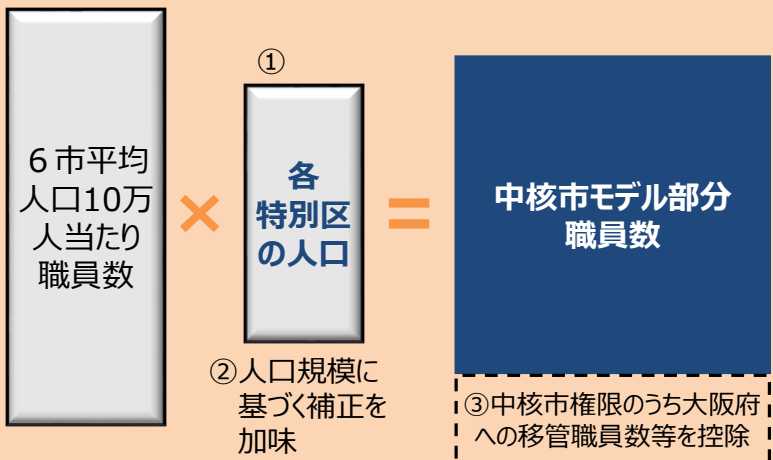 ６市平均
人口10万
人当たり
職員数
×
①
各
特別区
の人口
②人口規模に
基づく補正を
加味
＝
中核市モデル部分
職員数
③中核市権限のうち大阪府
への移管職員数等を控除